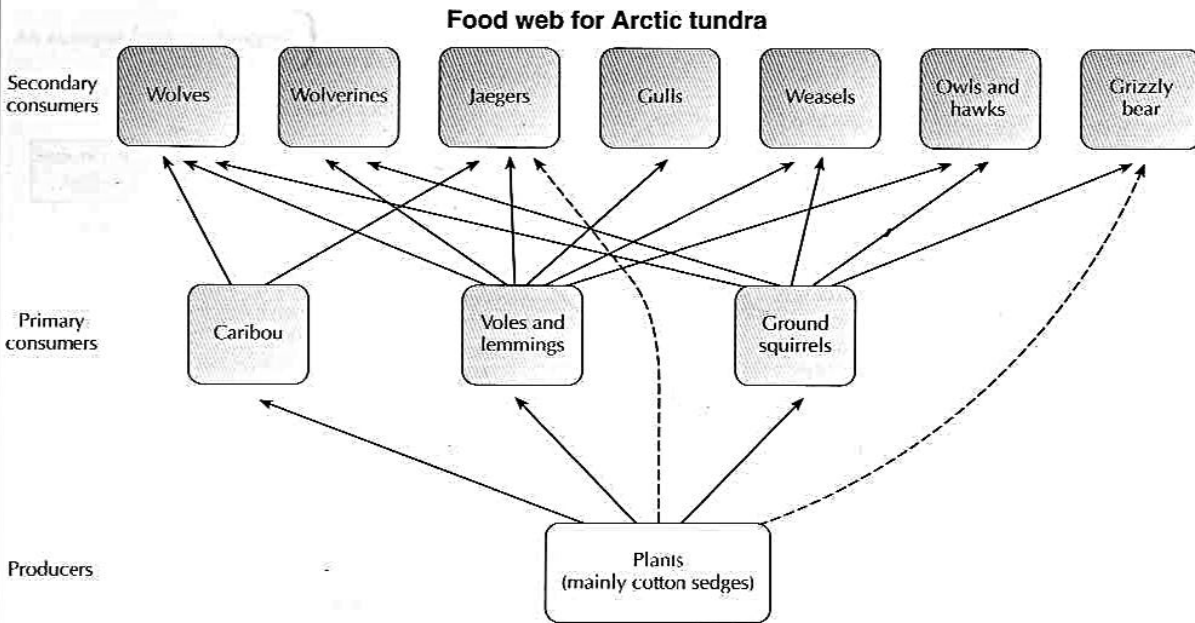 Food web for Arctic tundra
Secondary
consumers
Wolves
Wolverines
Jaegers
Gulls
Weasels
Owls and
hawks
Grizzly
bear
Primary
consumers
Caribou
Voles and
lemmings
Ground
squirrels
Producers
Plants
(mainly cotton sedges)